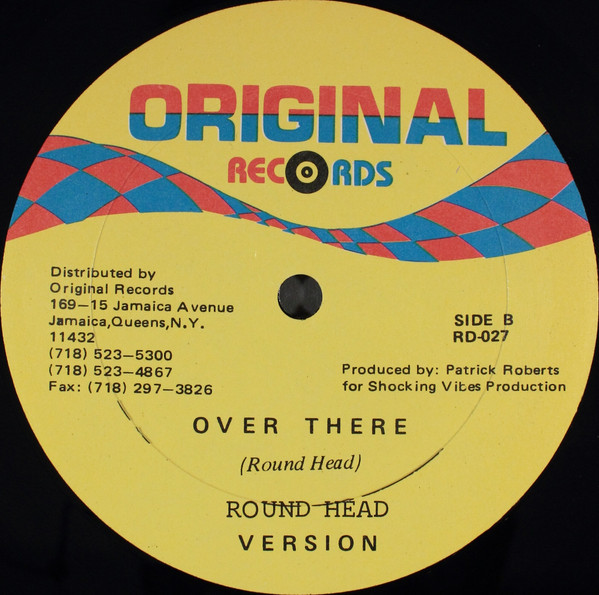 ORIGINAL
RECORDS
Distributed by
Original Records
169-15 Jamaica Avenue
Jamaica,Queens,N.Y.
11432
(718) 523-5300
(718) 523-4867
Fax: (718) 297-3826
SIDE B
RD-027
Produced by: Patrick Roberts
for Shocking Vibes Production
OVER THERE
(Round Head)
ROUND HEAD
VERSION